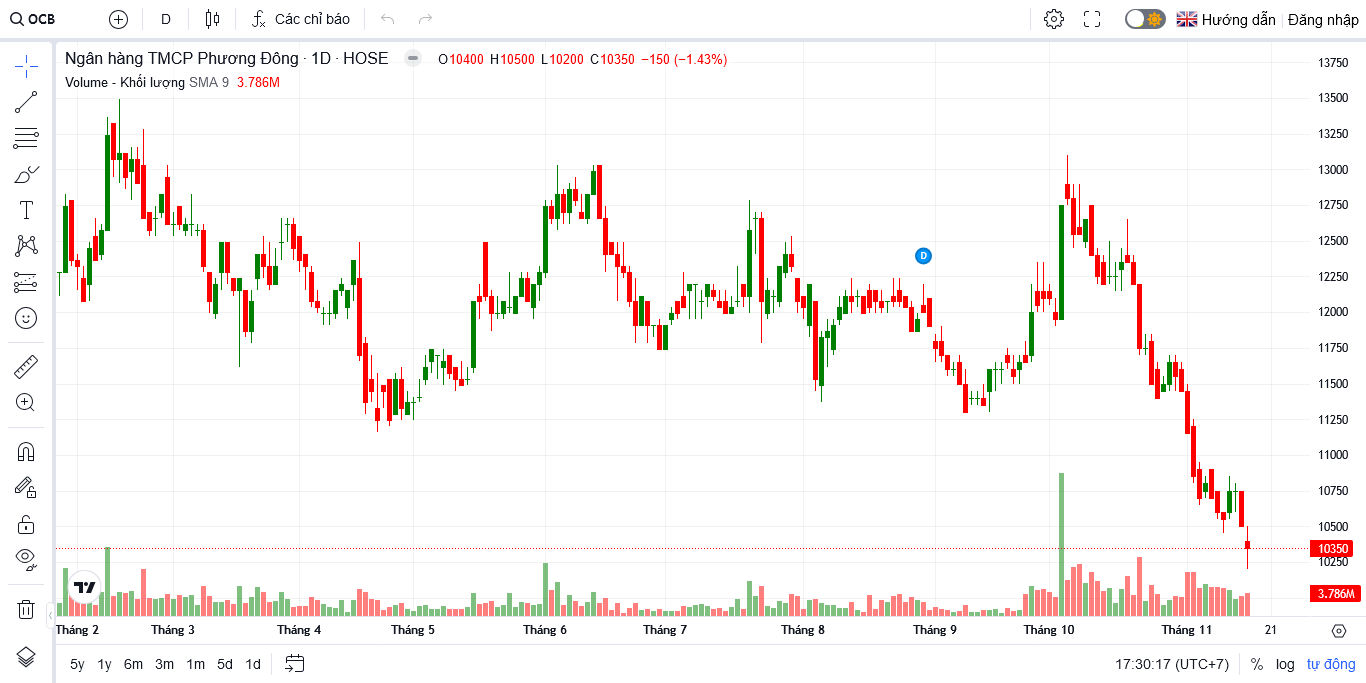 OCB D Các chỉ báo Hướng dẫn Đăng nhập
Ngân hàng TMCP Phương Đông · 1D · HOSE O10400 H10500 L10200 C10350 −150 (−1.43%)
Volume - Khối lượng SMA 9 3.786M
13750
13500
13250
13000
12750
12500
12250
12000
11750
11500
11250
11000
10750
10500
10350
10250
3.786M
D
Tháng 2 Tháng 3 Tháng 4 Tháng 5 Tháng 6 Tháng 7 Tháng 8 Tháng 9 Tháng 10 Tháng 11 21
5y 1y 6m 3m 1m 5d 1d 17:30:17 (UTC+7) % log tự động